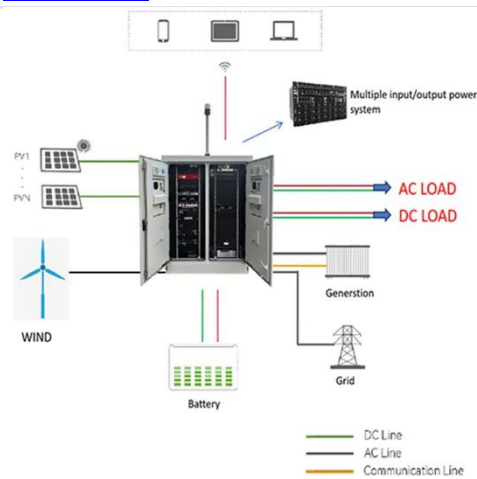 Multiple input/output power
system
PV1
PVN
AC LOAD
DC LOAD
WIND
Generstion
Grid
Battery
DC Line
AC Line
Communication Line